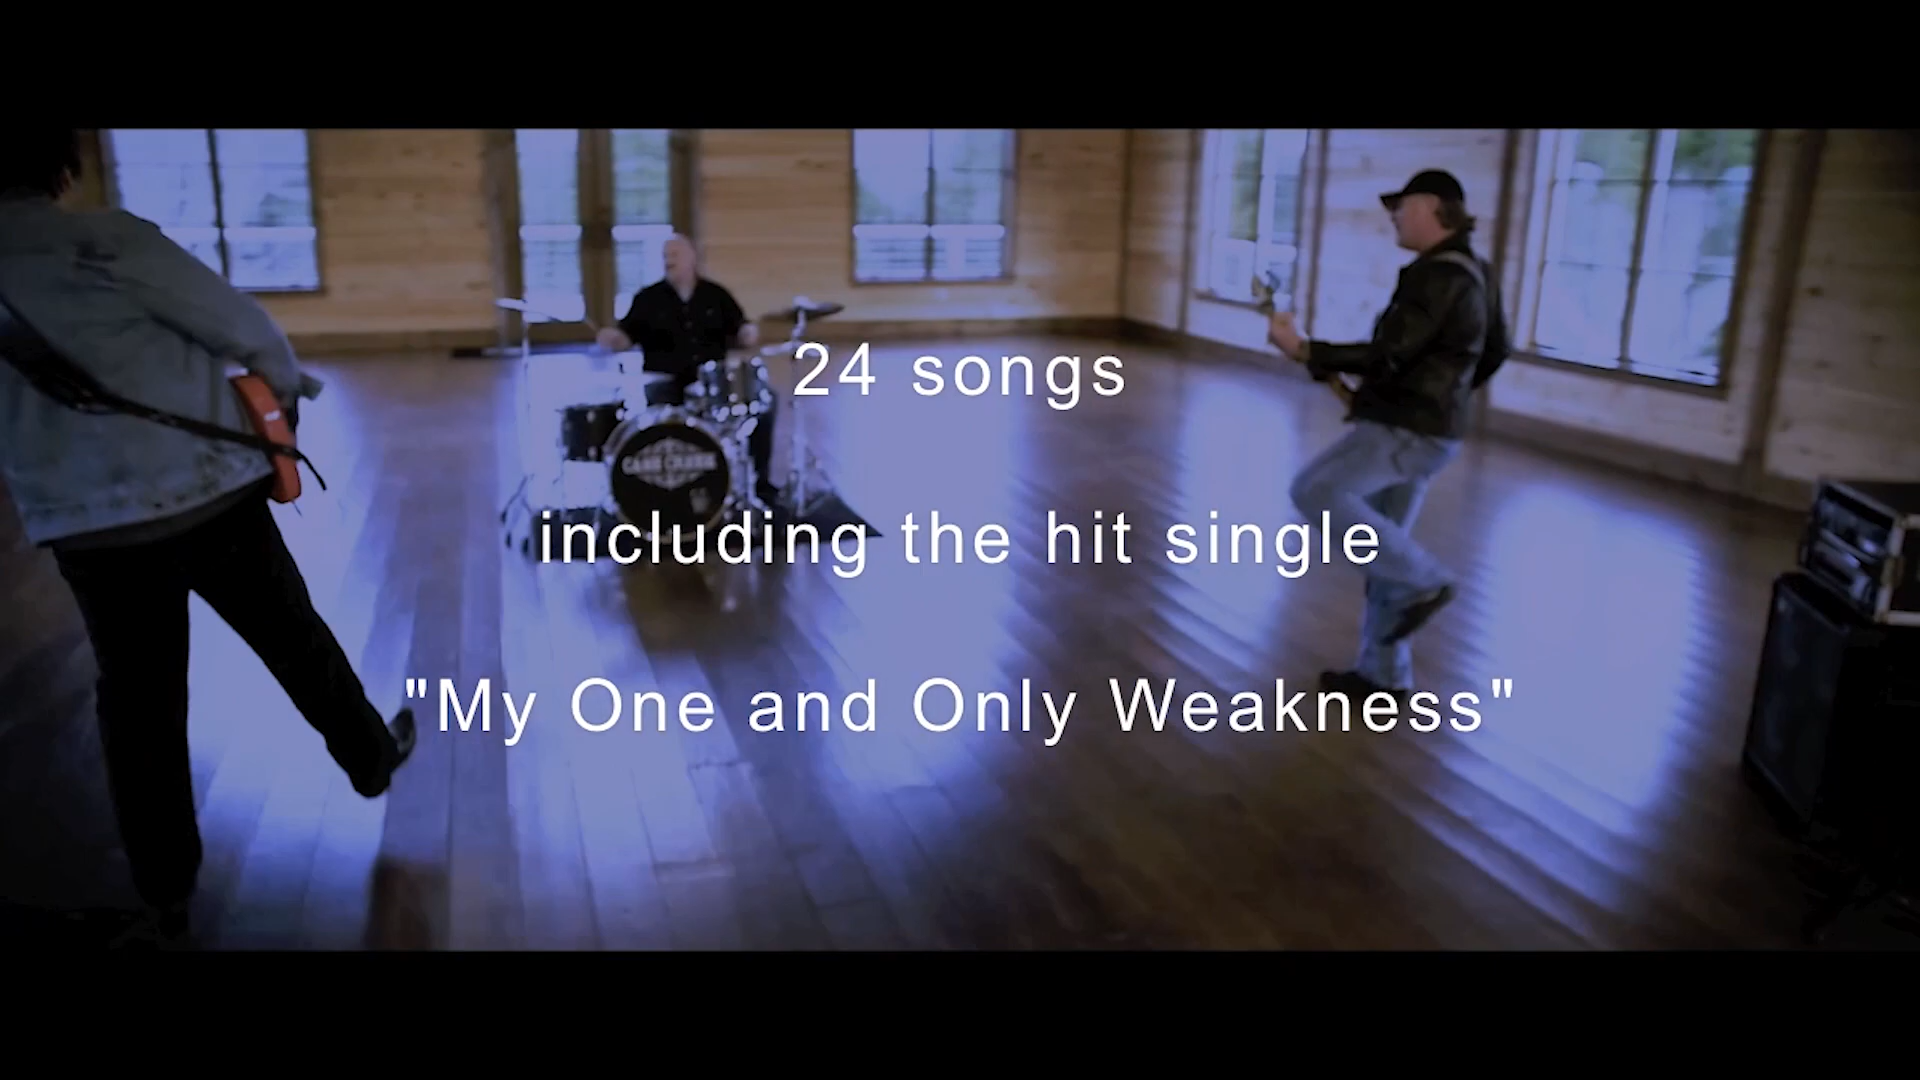 24 songs
including the hit single
"My One and Only Weakness"